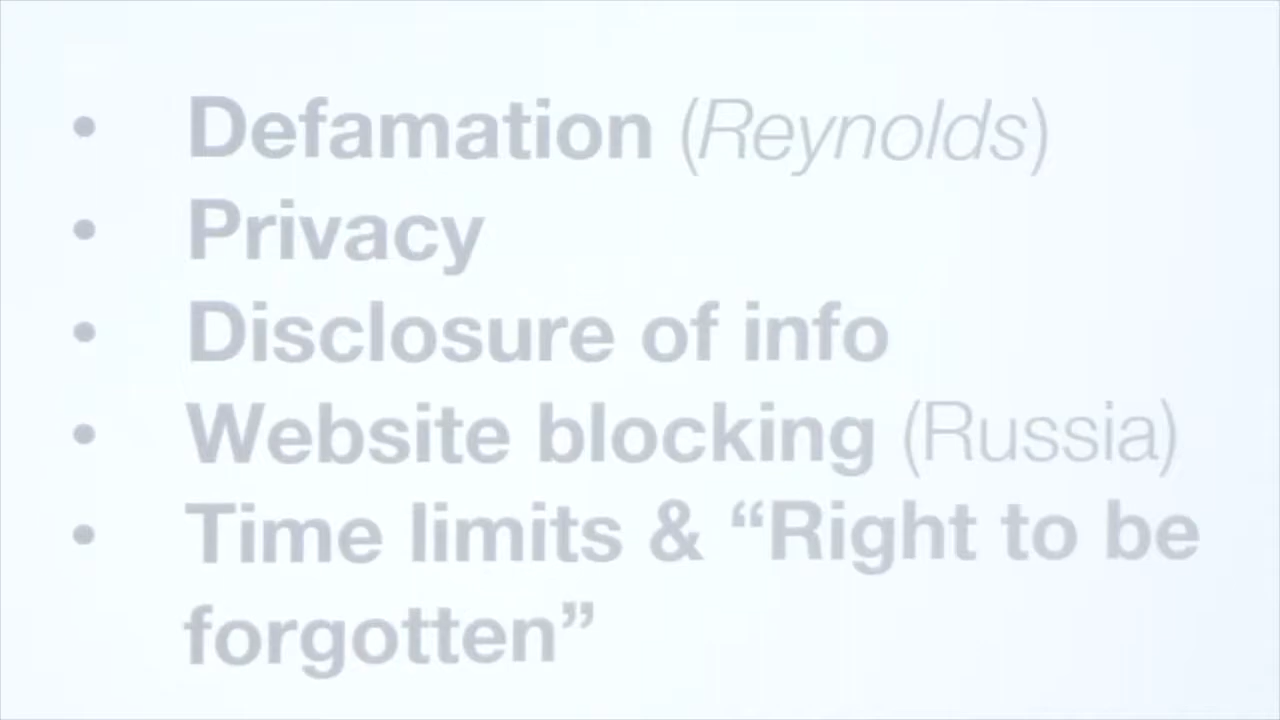 • Defamation (Reynolds)
• Privacy
• Disclosure of info
• Website blocking (Russia)
• Time limits & “Right to be
forgotten”